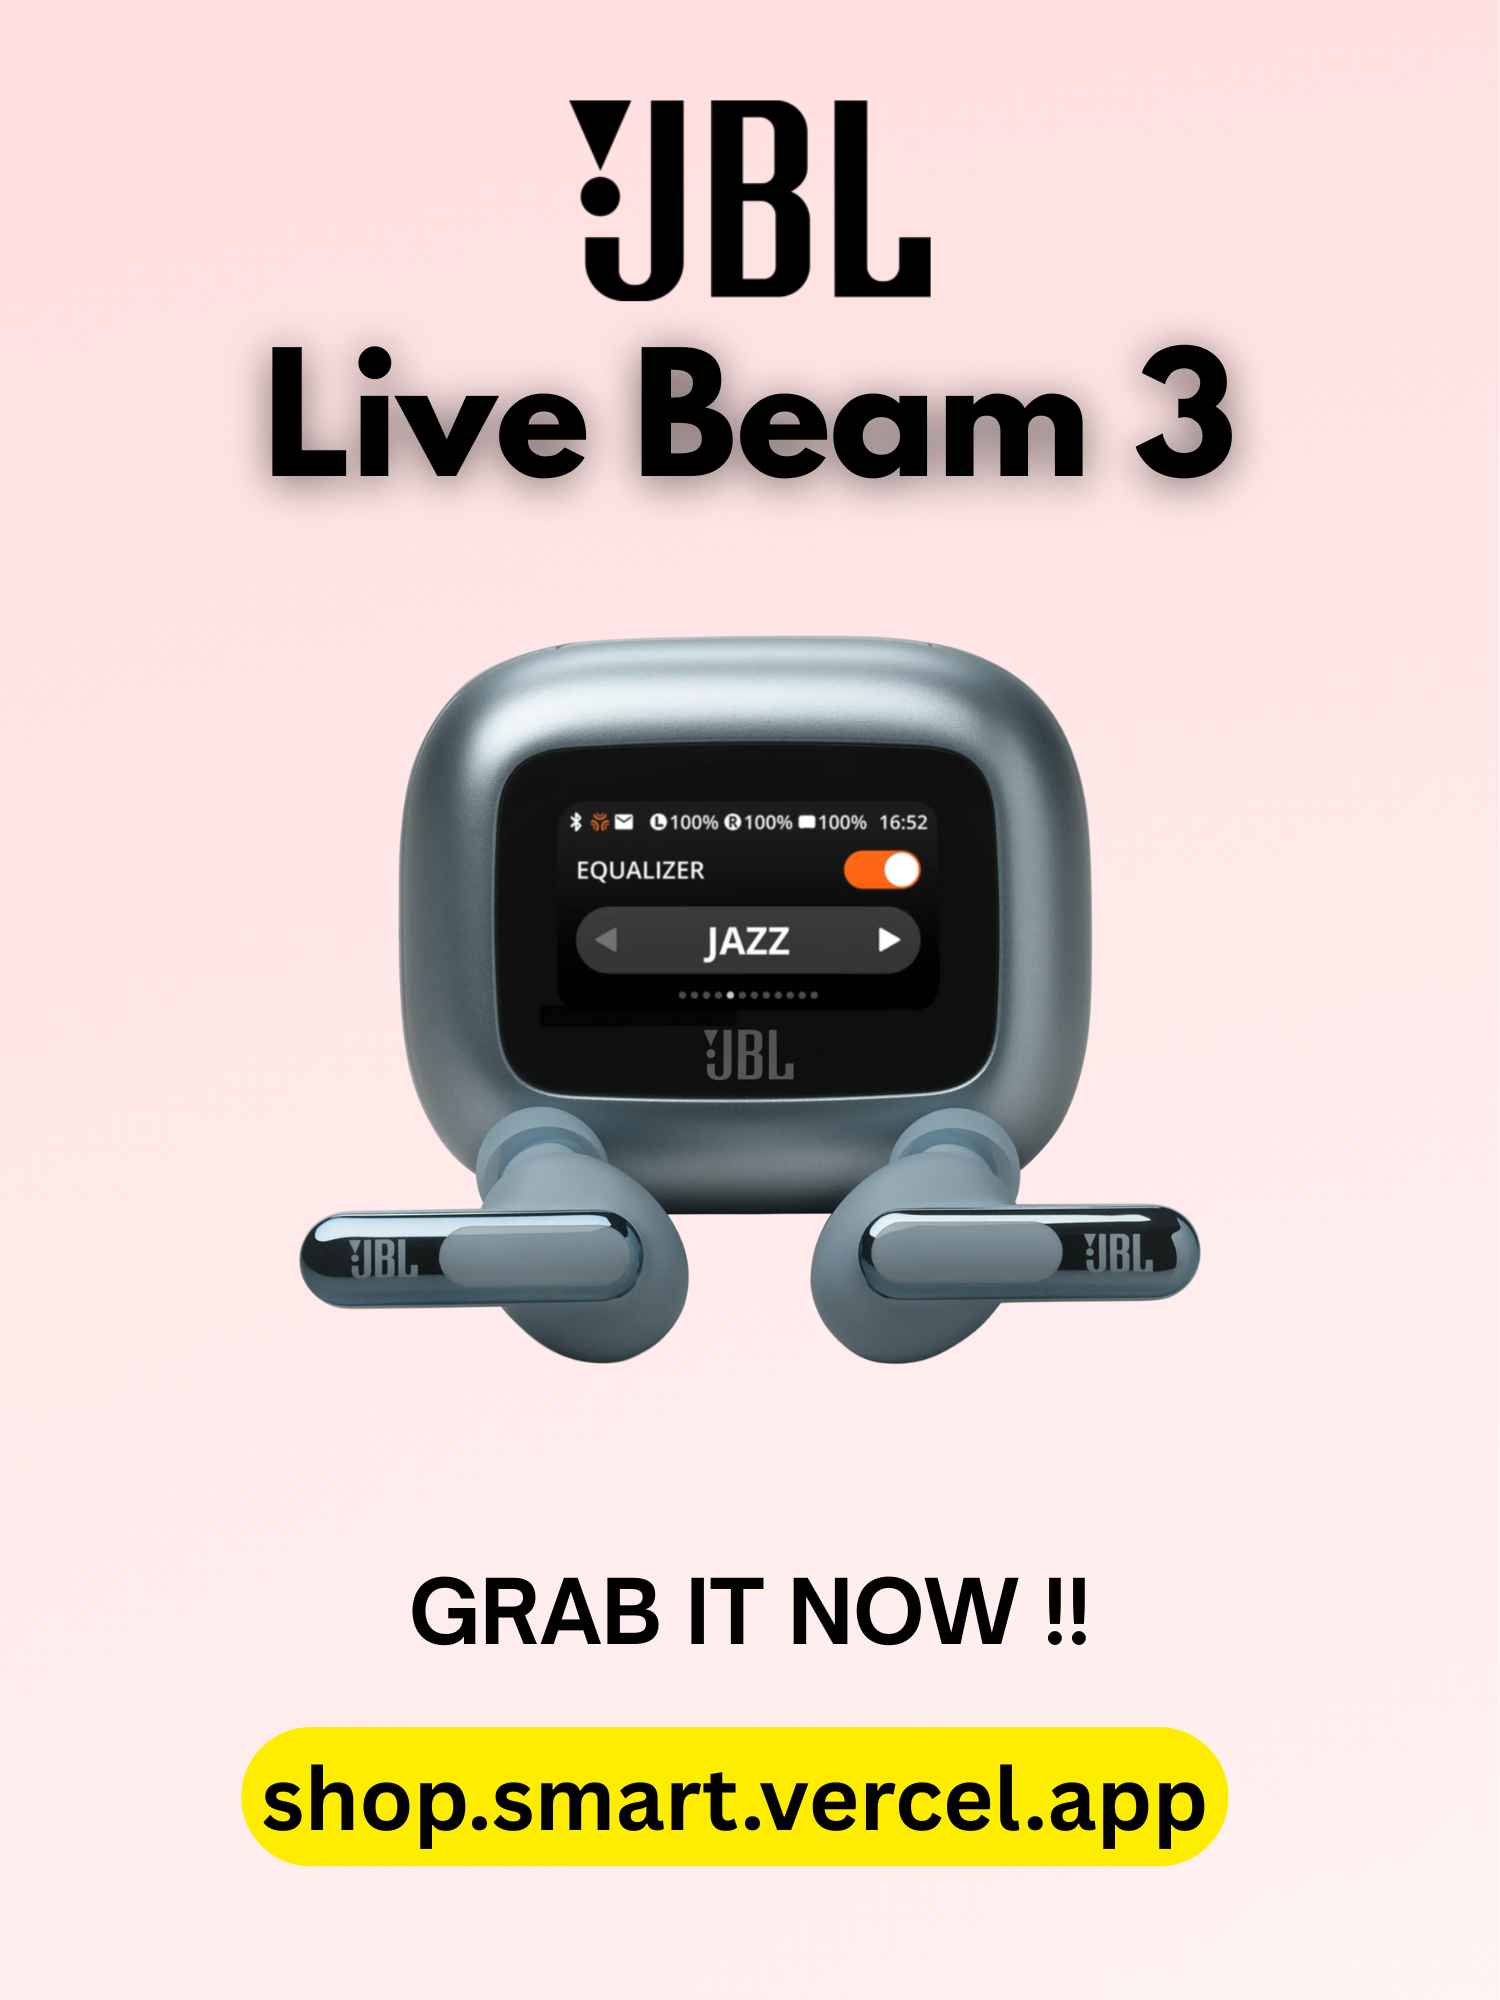 JBL
Live Beam 3
L 100% R 100% 100% 16:52
EQUALIZER
JAZZ
JBL
JBL
JBL
GRAB IT NOW !!
shop.smart.vercel.app